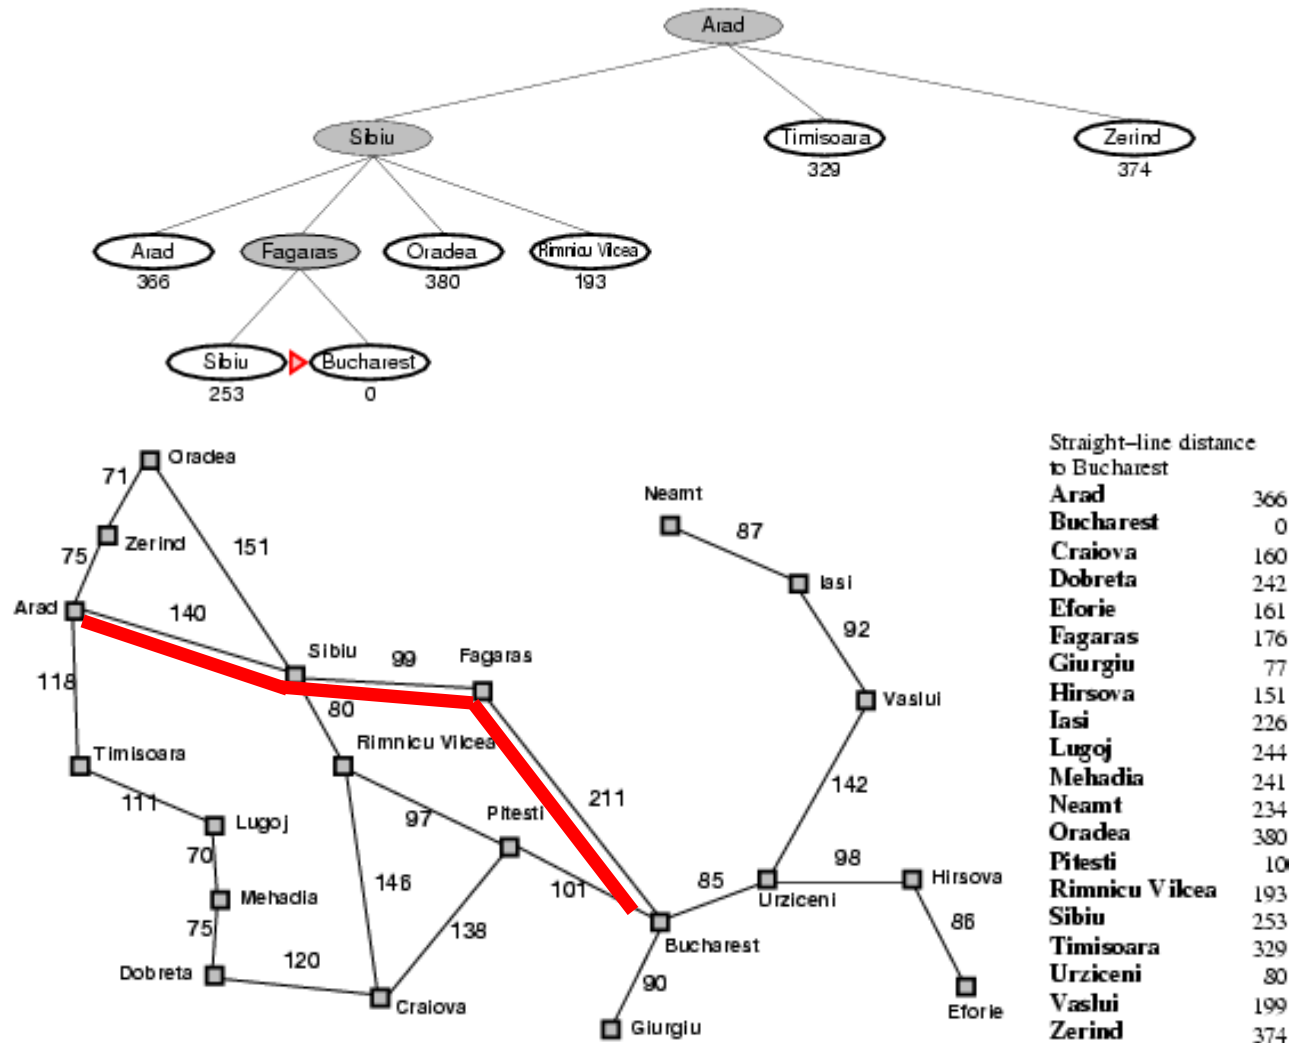 Arad
Sibiu
Timisoara
Zerind
329
374
Arad
Fagaras
Oradea
Rimnicu Vilcea
366
380
193
Sibiu
Bucharest
253
0
Oradea
71
Neamt
87
Zerind
151
75
Iasi
Arad
140
92
Sibiu
99
Fagaras
118
80
Vaslui
Timisoara
Rimnicu Vilcea
142
111
211
Lugoj
97
Pitesti
70
98
Hirsova
146
101
85
Urziceni
Mehadia
75
138
86
Bucharest
120
Dobreta
90
Craiova
Eforie
Giurgiu
Straight-line distance
to Bucharest
Arad 366
Bucharest 0
Craiova 160
Dobreta 242
Eforie 161
Fagaras 176
Giurgiu 77
Hirsova 151
Iasi 226
Lugoj 244
Mehadia 241
Neamt 234
Oradea 380
Pitesti 10
Rimnicu Vilcea 193
Sibiu 253
Timisoara 329
Urziceni 80
Vaslui 199
Zerind 374